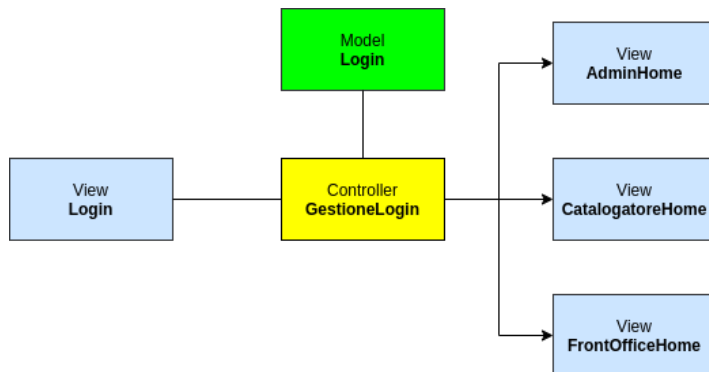 Model
Login
View
AdminHome
View
Login
Controller
GestioneLogin
View
CatalogatoreHome
View
FrontOfficeHome